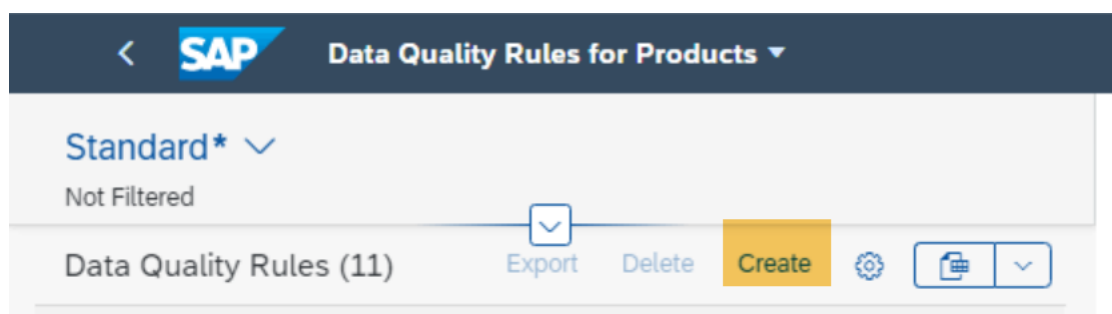 SAP Data Quality Rules for Products
Standard*
Not Filtered
Data Quality Rules (11) Export Delete Create